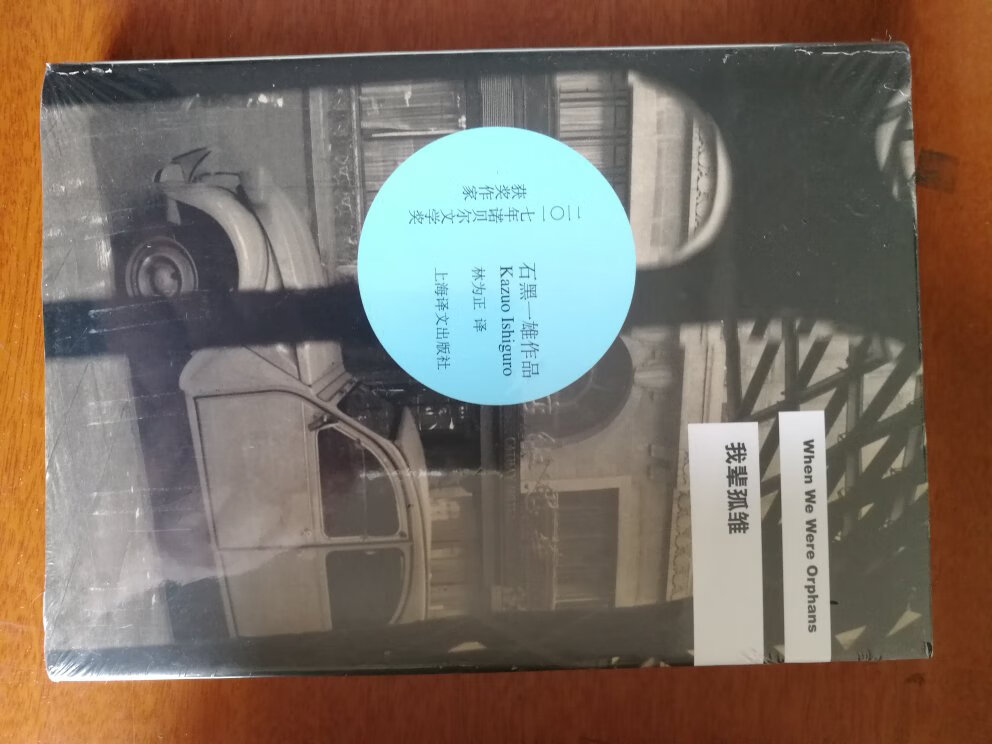 When We Were Orphans
我辈孤雏
石黑一雄作品
Kazuo Ishiguro
林为正 译
上海译文出版社
二〇一七年诺贝尔文学奖
获奖作家